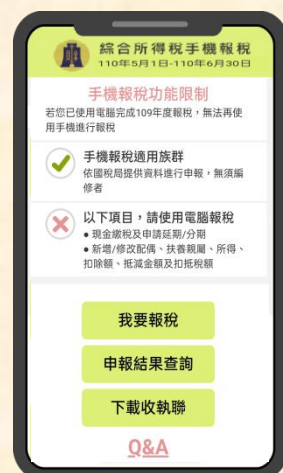 綜合所得稅手機報稅
110年5月1日-110年6月30日
手機報稅功能限制
若您已使用電腦完成109年度報稅，無法再使
用手機進行報稅
手機報稅適用族群
依國稅局提供資料進行申報，無須編
修者
以下項目，請使用電腦報稅
●現金繳稅及申請延期/分期
●新增/修改配偶、扶養親屬、所得、
扣除額、抵減金額及扣抵稅額
我要報稅
申報結果查詢
下載收執聯
Q&A